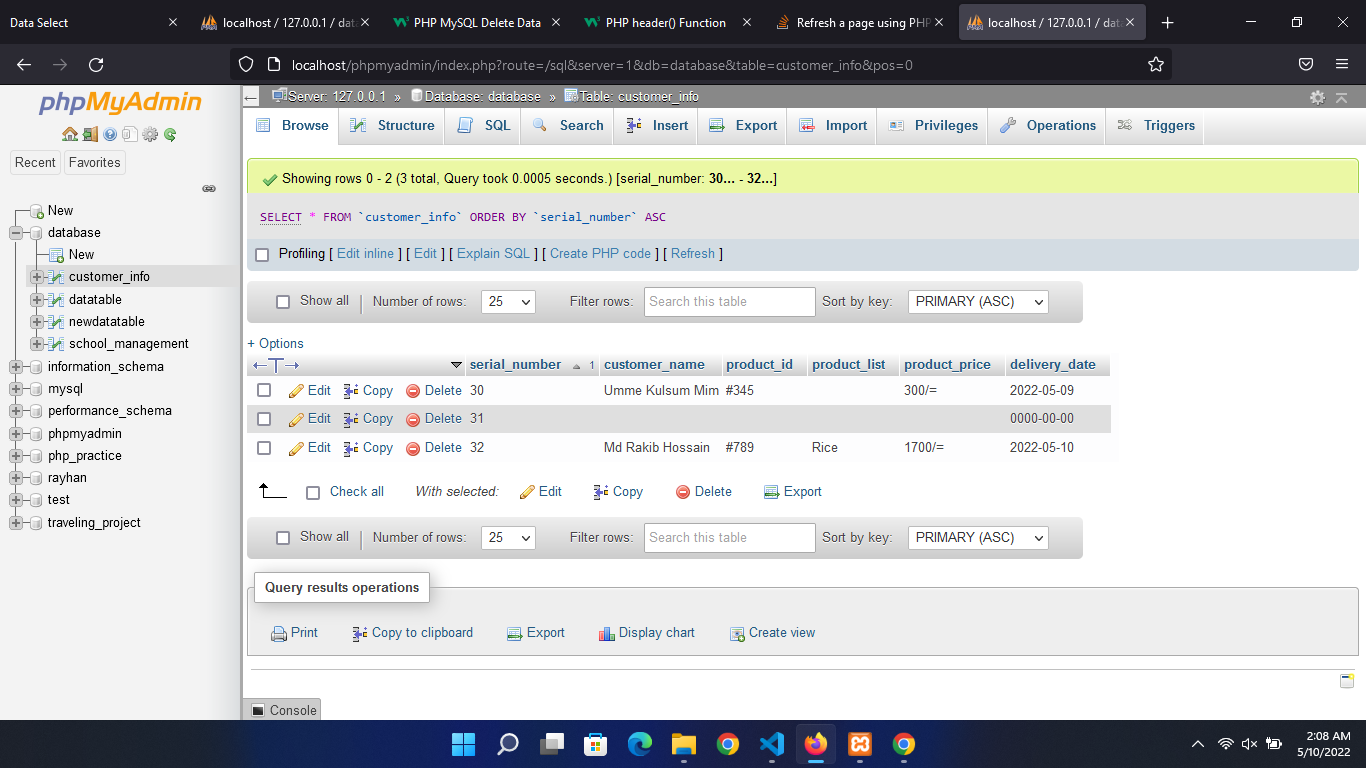 Data Select
localhost / 127.0.0.1 / data
PHP MySQL Delete Data
PHP header() Function
Refresh a page using PHP
localhost / 127.0.0.1 / data
localhost/phpmyadmin/index.php?route=/sql&server=1&db=database&table=customer_info&pos=0
phpMyAdmin
Recent Favorites
New
database
New
customer_info
datatable
newdatatable
school_management
information_schema
mysql
performance_schema
phpmyadmin
php_practice
rayhan
test
traveling_project
Server: 127.0.0.1 » Database: database » Table: customer_info
Browse Structure SQL Search Insert Export Import Privileges Operations Triggers
Showing rows 0 - 2 (3 total, Query took 0.0005 seconds.) [serial_number: 30... - 32...]
SELECT * FROM `customer_info` ORDER BY `serial_number` ASC
Profiling [ Edit inline ] [ Edit ] [ Explain SQL ] [ Create PHP code ] [ Refresh ]
Show all Number of rows: 25 Filter rows: Search this table Sort by key: PRIMARY (ASC)
+ Options
serial_number 1 customer_name product_id product_list product_price delivery_date
Edit Copy Delete 30 Umme Kulsum Mim #345 300/= 2022-05-09
Edit Copy Delete 31 0000-00-00
Edit Copy Delete 32 Md Rakib Hossain #789 Rice 1700/= 2022-05-10
Check all With selected: Edit Copy Delete Export
Show all Number of rows: 25 Filter rows: Search this table Sort by key: PRIMARY (ASC)
Query results operations
Print Copy to clipboard Export Display chart Create view
Console
2:08 AM
5/10/2022